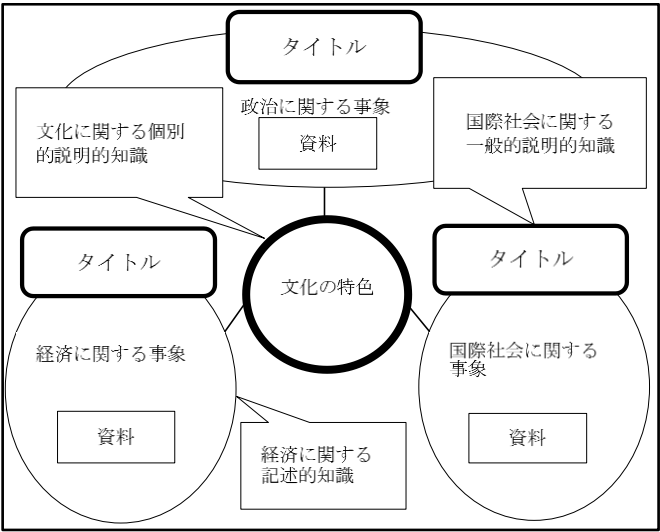 タイトル
政治に関する事象
資料
文化に関する個別
的説明的知識
国際社会に関する
一般的説明的知識
タイトル
文化の特色
タイトル
経済に関する事象
国際社会に関する
事象
資料
資料
経済に関する
記述的知識